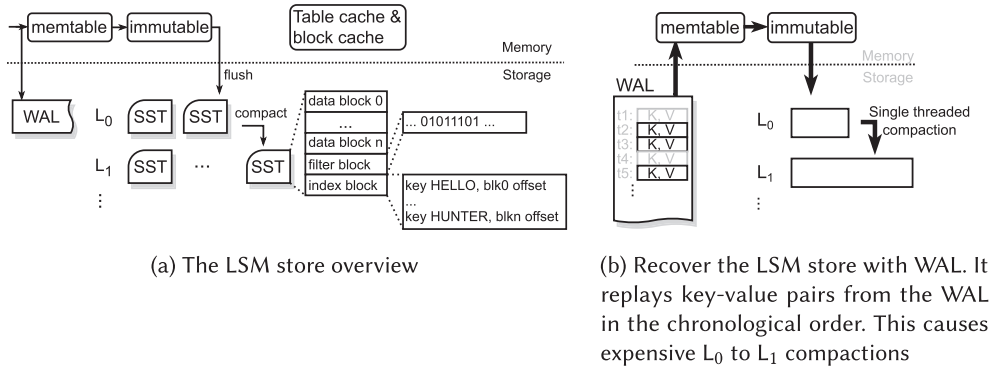 memtable
immutable
Table cache &
block cache
Memory
Storage
flush
WAL
L0
SST
SST
compact
L1
SST
...
SST
⋮
data block 0
...
data block n
filter block
index block
... 01011101 ...
key HELLO, blk0 offset
...
key HUNTER, blkn offset
(a) The LSM store overview
memtable
immutable
Memory
Storage
WAL
t1: K, V
t2: K, V
t3: K, V
t4: K, V
t5: K, V
⋮
L0
Single threaded
compaction
L1
⋮
(b) Recover the LSM store with WAL. It
replays key-value pairs from the WAL
in the chronological order. This causes
expensive L0 to L1 compactions